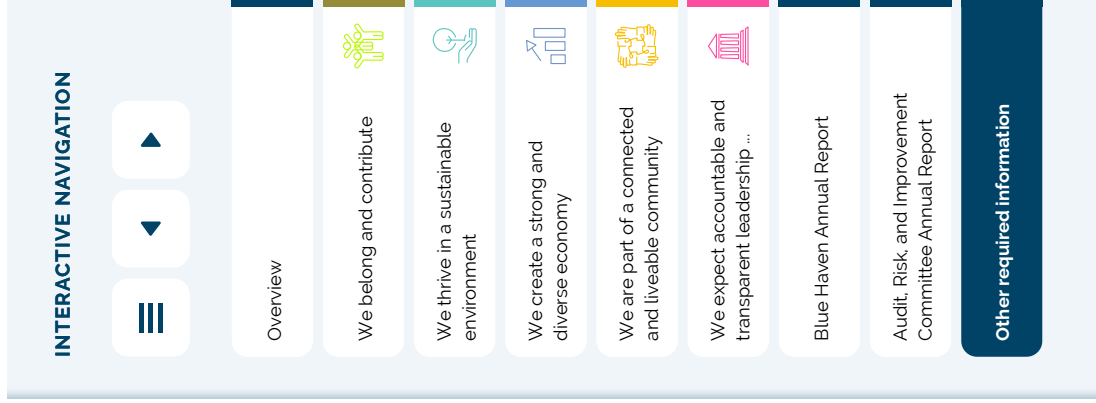 INTERACTIVE NAVIGATION
Overview
We belong and contribute
We thrive in a sustainable
environment
We create a strong and
diverse economy
We are part of a connected
and liveable community
We expect accountable and
transparent leadership ...
Blue Haven Annual Report
Audit, Risk, and Improvement
Committee Annual Report
Other required information